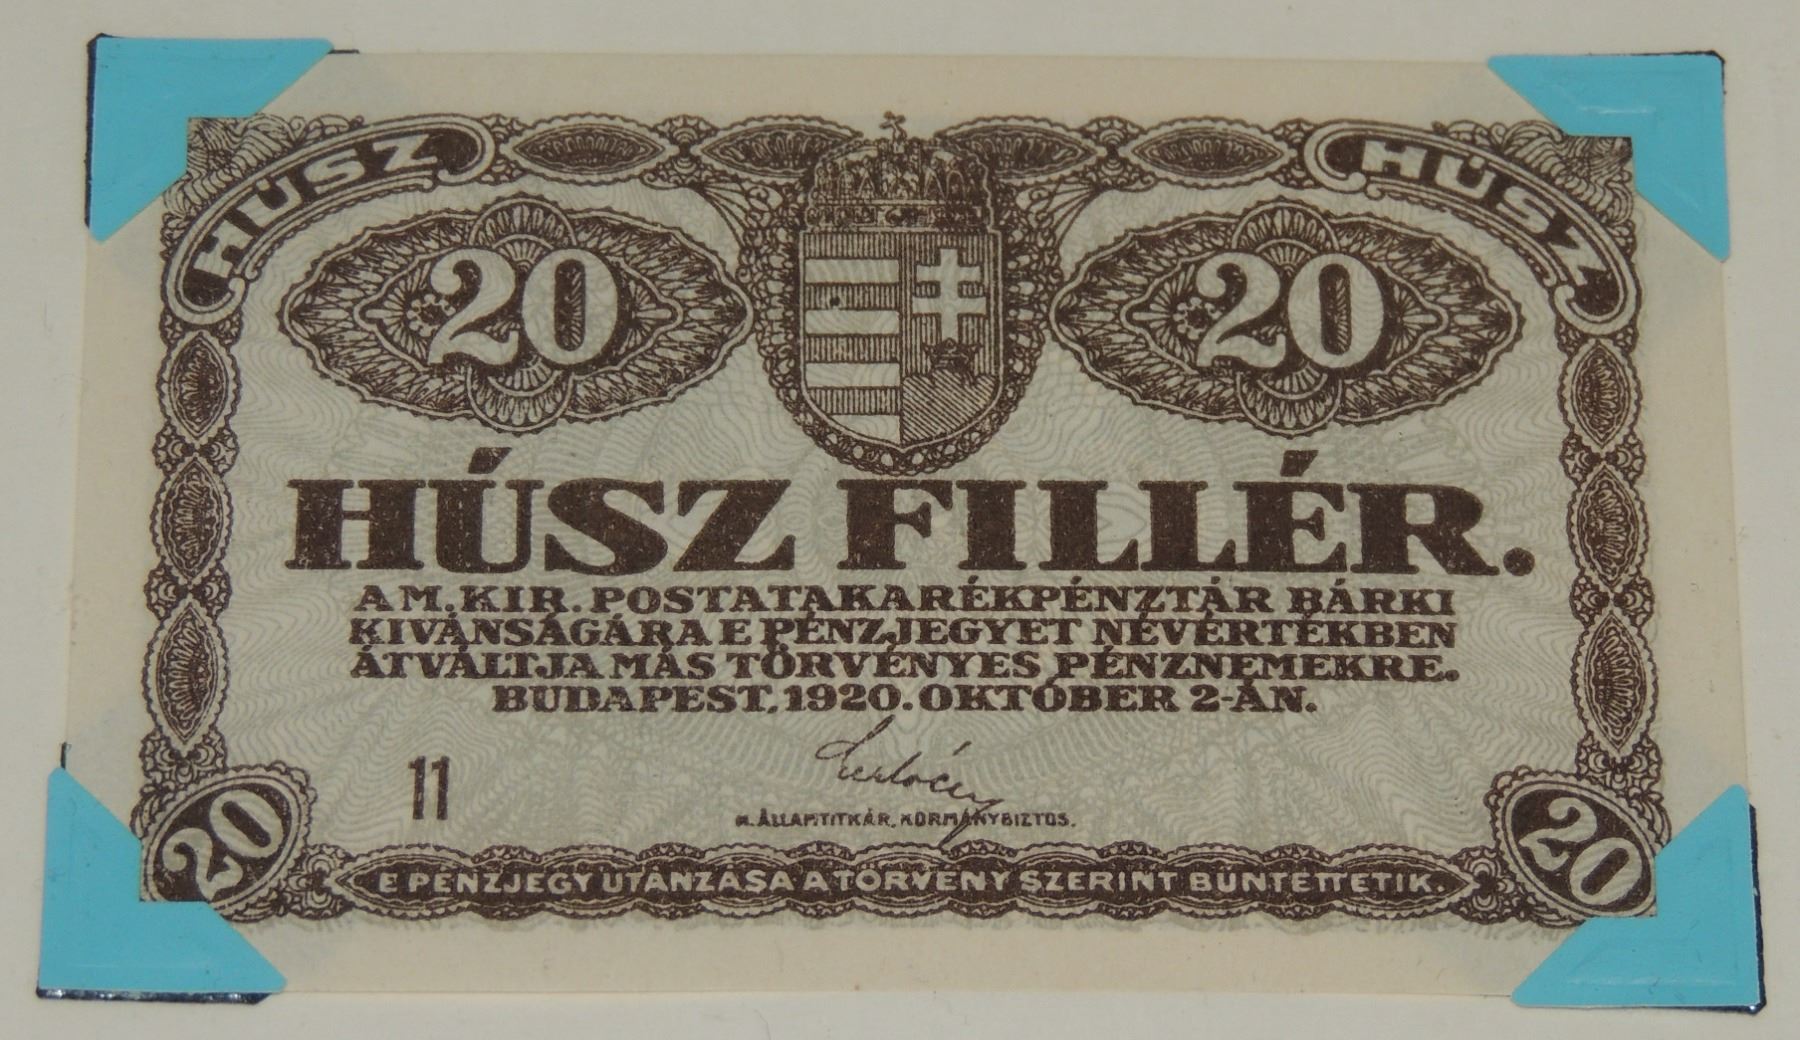 HÚSZ
HÚSZ
20
20
HÚSZ FILLÉR.
A M. KIR. POSTATAKARÉKPÉNZTÁR BÁRKI
KIVÁNSÁGÁRA E PÉNZJEGYET NÉVÉRTÉKBEN
ÁTVÁLTJA MÁS TÖRVÉNYES PÉNZNEMEKRE.
BUDAPEST, 1920. OKTÓBER 2-ÁN.
11
H. ÁLLAMTITKÁR, KORMÁNYBIZTOS.
20
20
E PÉNZJEGY UTÁNZÁSA A TÖRVÉNY SZERINT BÜNTETTETIK.